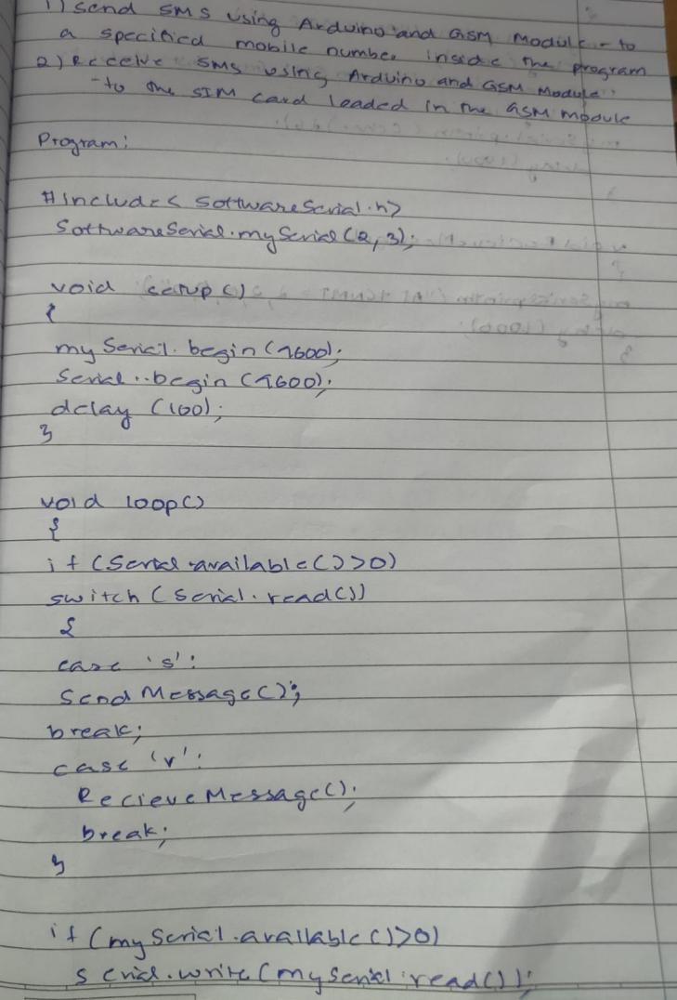 1) Send SMS using Arduino and GSM Module - to
a specified mobile number inside the program
2) Receive SMS using Arduino and GSM Module
- to the SIM card loaded in the GSM module
Program:
#include < SoftwareSerial.h>
SoftwareSerial.mySerial (2,3);
void setup ()
{
mySerial.begin (9600);
Serial..begin (9600);
delay (100);
}
void loop()
{
if (Serial.available()>0)
switch (Serial.read())
{
case 's':
SendMessage();
break;
case 'r':
RecieveMessage();
break;
}
if (mySerial.available()>0)
serial.write(mySerial.read());